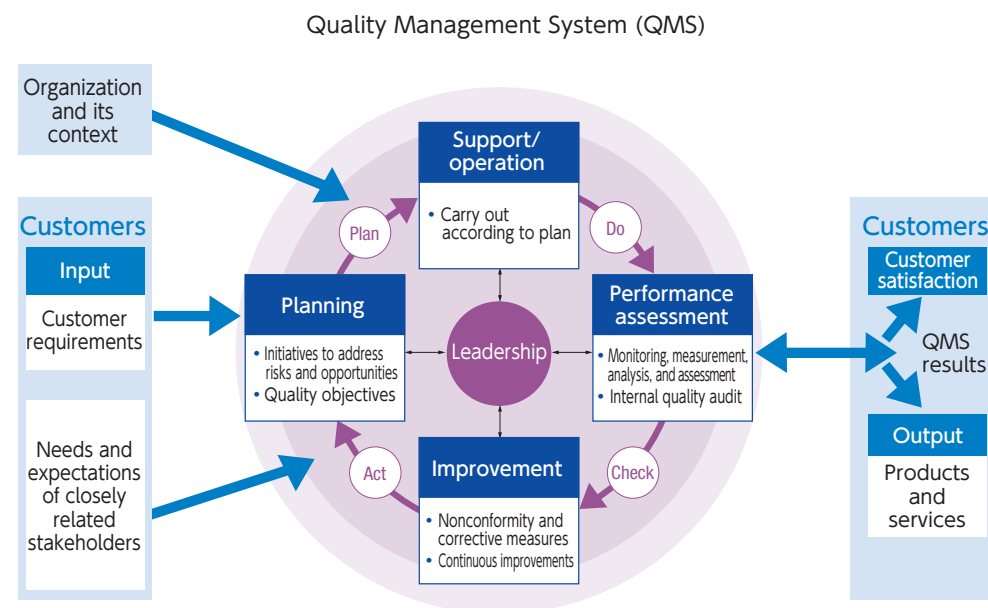 Quality Management System (QMS)
Organization
and its
context
Customers
Input
Customer
requirements
Needs and
expectations
of closely
related
stakeholders
Support/
operation
• Carry out
according to plan
Plan
Do
Planning
• Initiatives to address
risks and opportunities
• Quality objectives
Leadership
Performance
assessment
• Monitoring, measurement,
analysis, and assessment
• Internal quality audit
Act
Check
Improvement
• Nonconformity and
corrective measures
• Continuous improvements
Customers
Customer
satisfaction
QMS
results
Output
Products
and
services